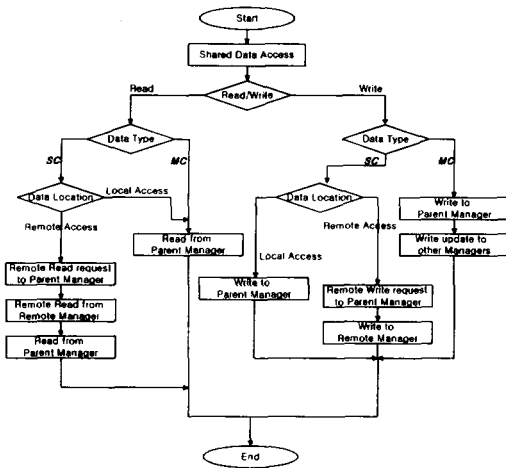 Start
Shared Data Access
Read
Read/Write
Write
Data Type
Data Type
SC
MC
SC
MC
Data Location
Local Access
Data Location
Write to
Parent Manager
Remote Access
Remote Access
Read from
Parent Manager
Write update to
other Managers
Local Access
Remote Read request
to Parent Manager
Write to
Parent Manager
Remote Write request
to Parent Manager
Remote Read from
Remote Manager
Write to
Remote Manager
Read from
Parent Manager
End